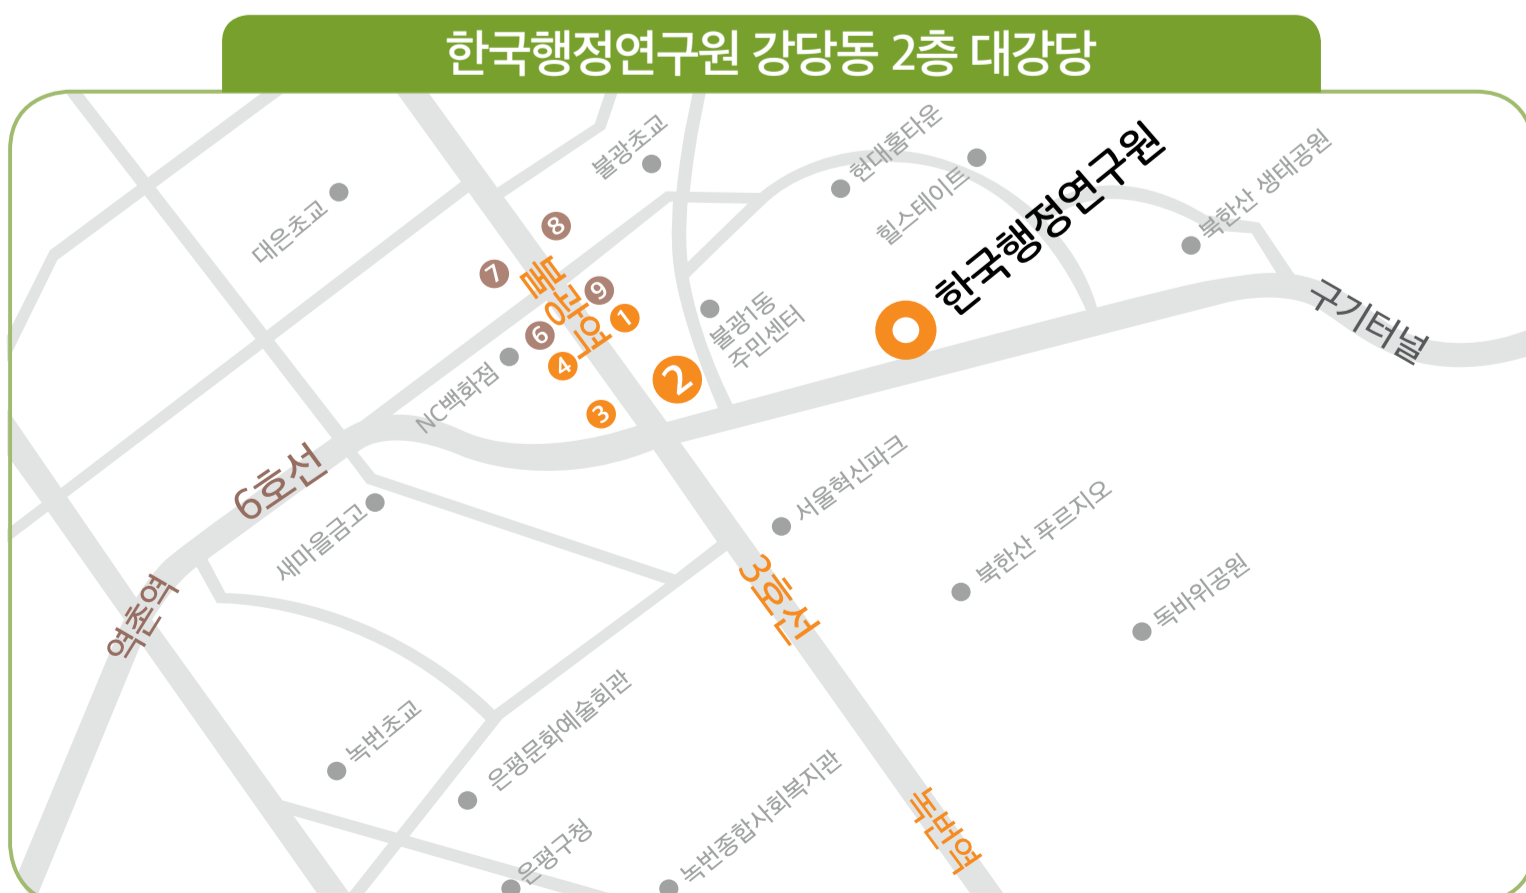 한국행정연구원 강당동 2층 대강당
불광초교
현대홈타운
힐스테이트
한국행정연구원
북한산 생태공원
대은초교
8
7
불광역
9
1
6
4
2
3
불광1동
주민센터
구기터널
NC백화점
6호선
새마을금고
서울혁신파크
북한산 푸르지오
독바위공원
3호선
역촌역
녹번초교
은평문화예술회관
은평구청
녹번종합사회복지관
녹번역